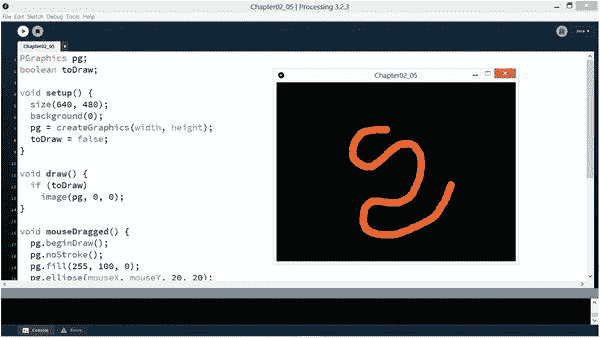 Chapter02_05 | Processing 3.2.3
File Edit Sketch Debug Tools Help
Java
Chapter02_05
PGraphics pg;
boolean toDraw;
void setup() {
size(640, 480);
background(0);
pg = createGraphics(width, height);
toDraw = false;
}
void draw() {
if (toDraw)
image(pg, 0, 0);
}
void mouseDragged() {
pg.beginDraw();
pg.noStroke();
pg.fill(255, 100, 0);
pg.ellipse(mouseX, mouseY, 20, 20);
Chapter02_05
Console
Errors